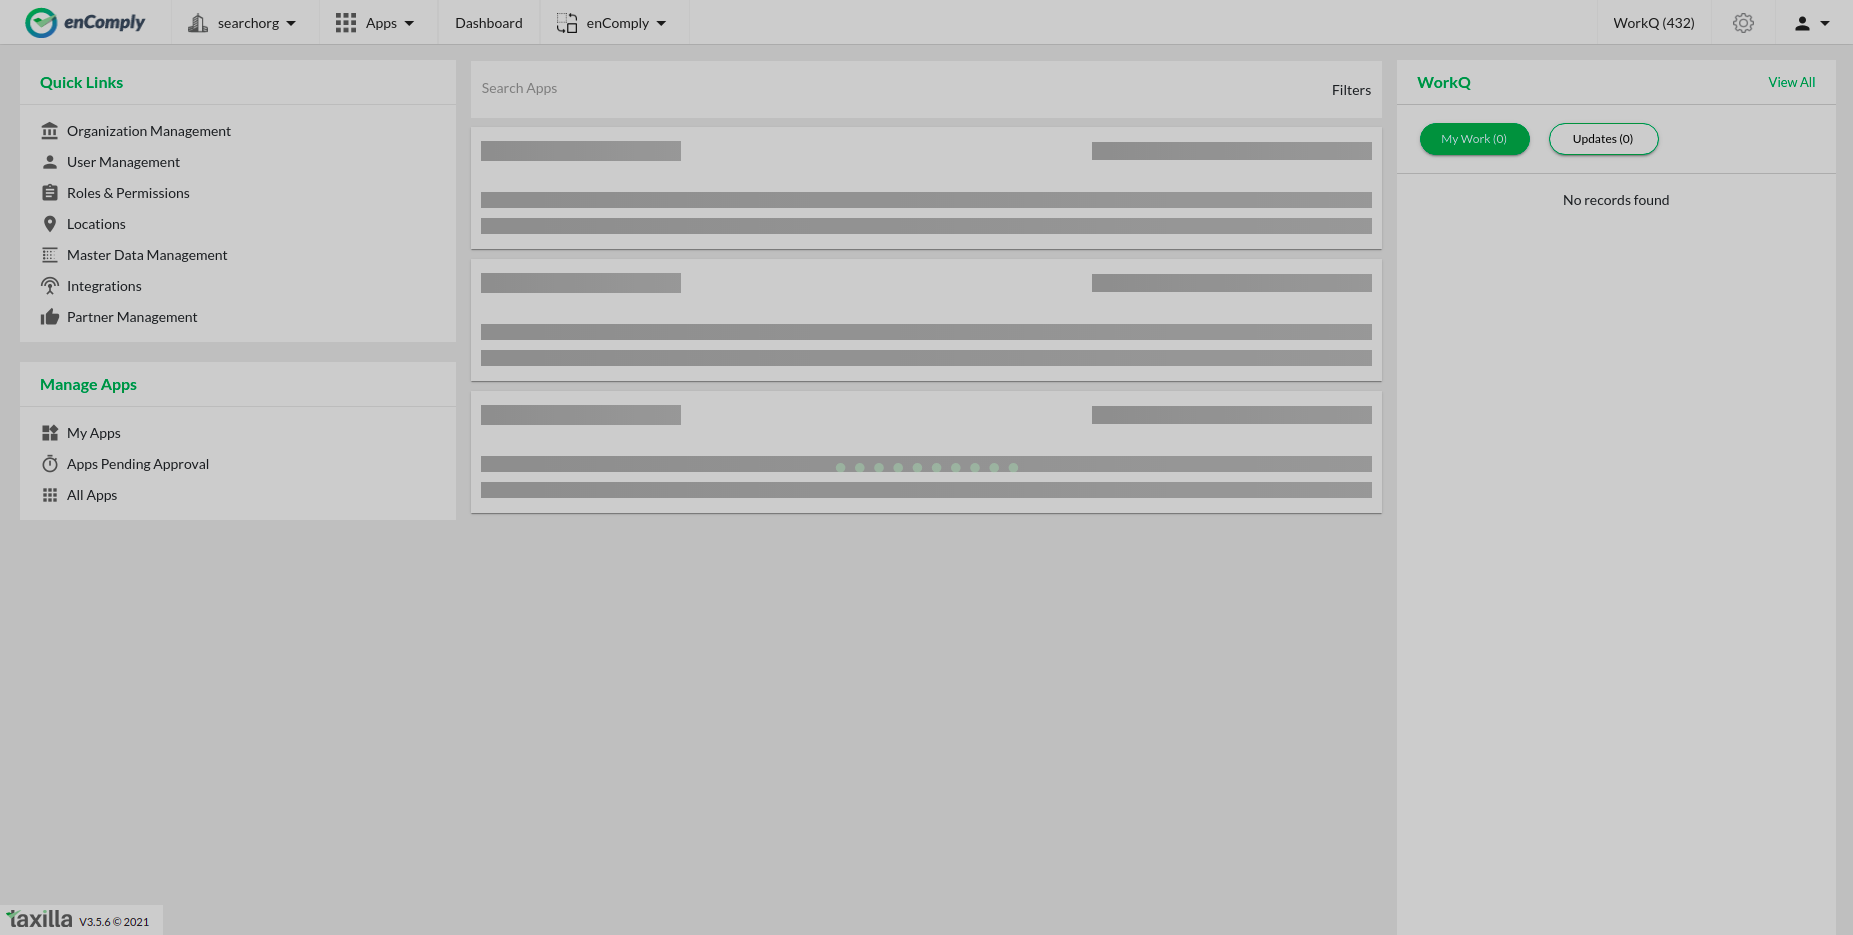 enComply
searchorg
Apps
Dashboard
enComply
WorkQ (432)
Quick Links
Organization Management
User Management
Roles & Permissions
Locations
Master Data Management
Integrations
Partner Management
Manage Apps
My Apps
Apps Pending Approval
All Apps
Search Apps
Filters
WorkQ
View All
My Work (0)
Updates (0)
No records found
taxilla V3.5.6 © 2021